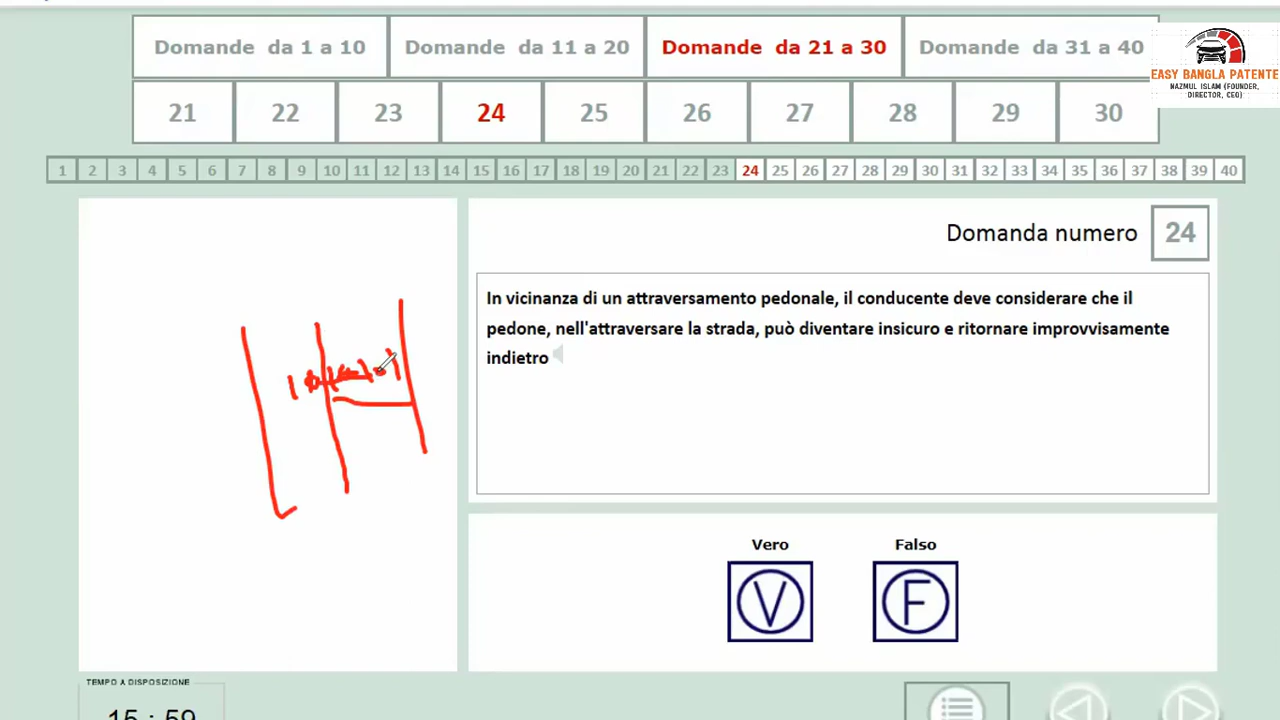 Domande da 1 a 10
Domande da 11 a 20
Domande da 21 a 30
Domande da 31 a 40
EASY BANGLA PATENTE
NAZMUL ISLAM (FOUNDER,
DIRECTOR, CEO)
21 22 23 24 25 26 27 28 29 30
1 2 3 4 5 6 7 8 9 10 11 12 13 14 15 16 17 18 19 20 21 22 23 24 25 26 27 28 29 30 31 32 33 34 35 36 37 38 39 40
Domanda numero 24
In vicinanza di un attraversamento pedonale, il conducente deve considerare che il
pedone, nell'attraversare la strada, può diventare insicuro e ritornare improvvisamente
indietro
Vero Falso
V F
TEMPO A DISPOSIZIONE
15 : 59